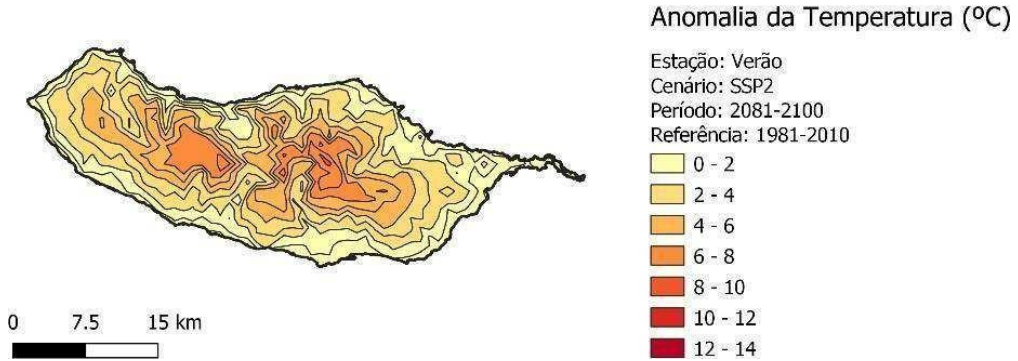 Anomalia da Temperatura (ºC)
Estação: Verão
Cenário: SSP2
Período: 2081-2100
Referência: 1981-2010
0 - 2
2 - 4
4 - 6
6 - 8
8 - 10
10 - 12
12 - 14
0 7.5 15 km